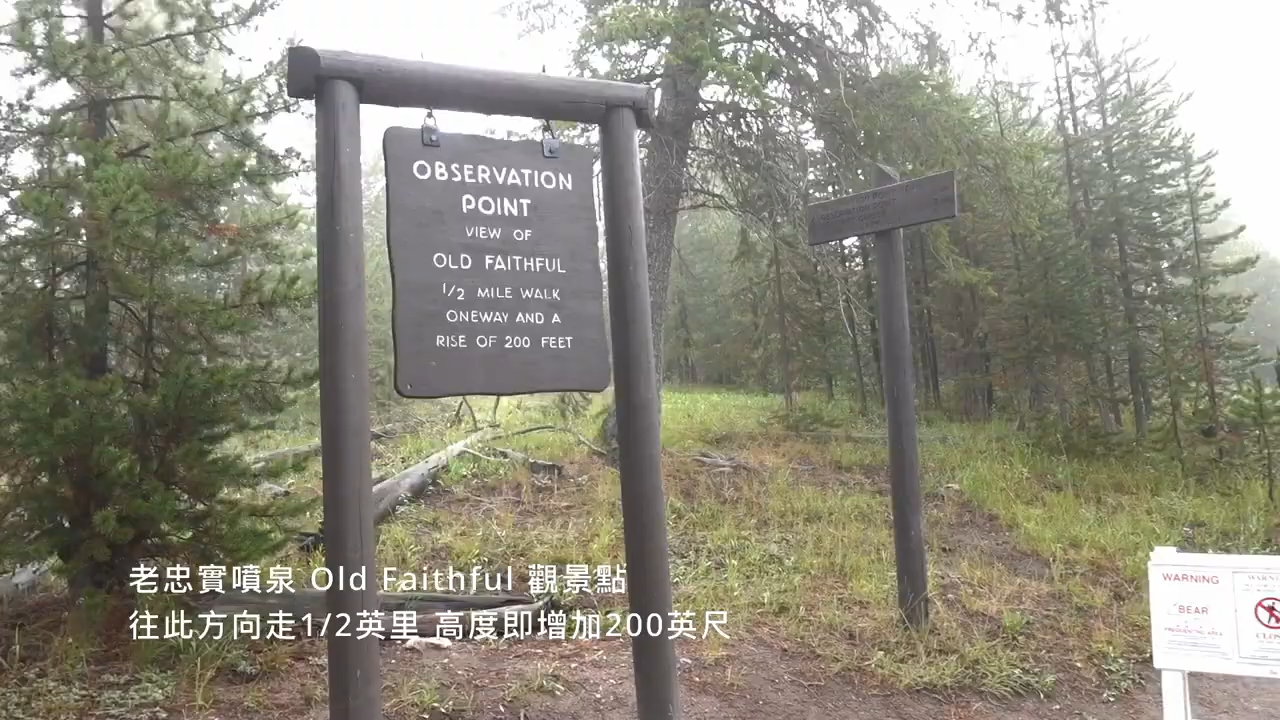 OBSERVATION
POINT
VIEW OF
OLD FAITHFUL
1/2 MILE WALK
ONEWAY AND A
RISE OF 200 FEET
WARNING
BEAR
FREQUENTING AREA
老忠實噴泉 Old Faithful 觀景點
往此方向走1/2英里 高度即增加200英尺